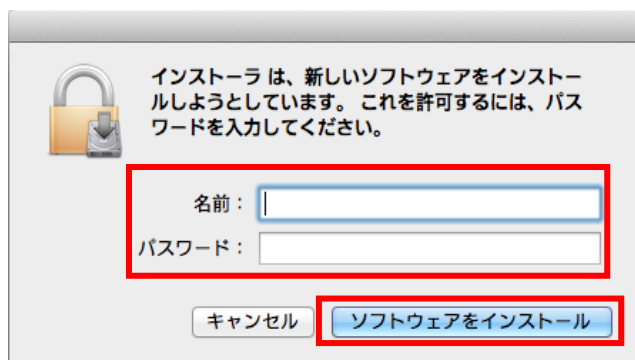 インストーラ は、新しいソフトウェアをインストー
ルしようとしています。 これを許可するには、パス
ワードを入力してください。
名前：
パスワード：
キャンセル ソフトウェアをインストール